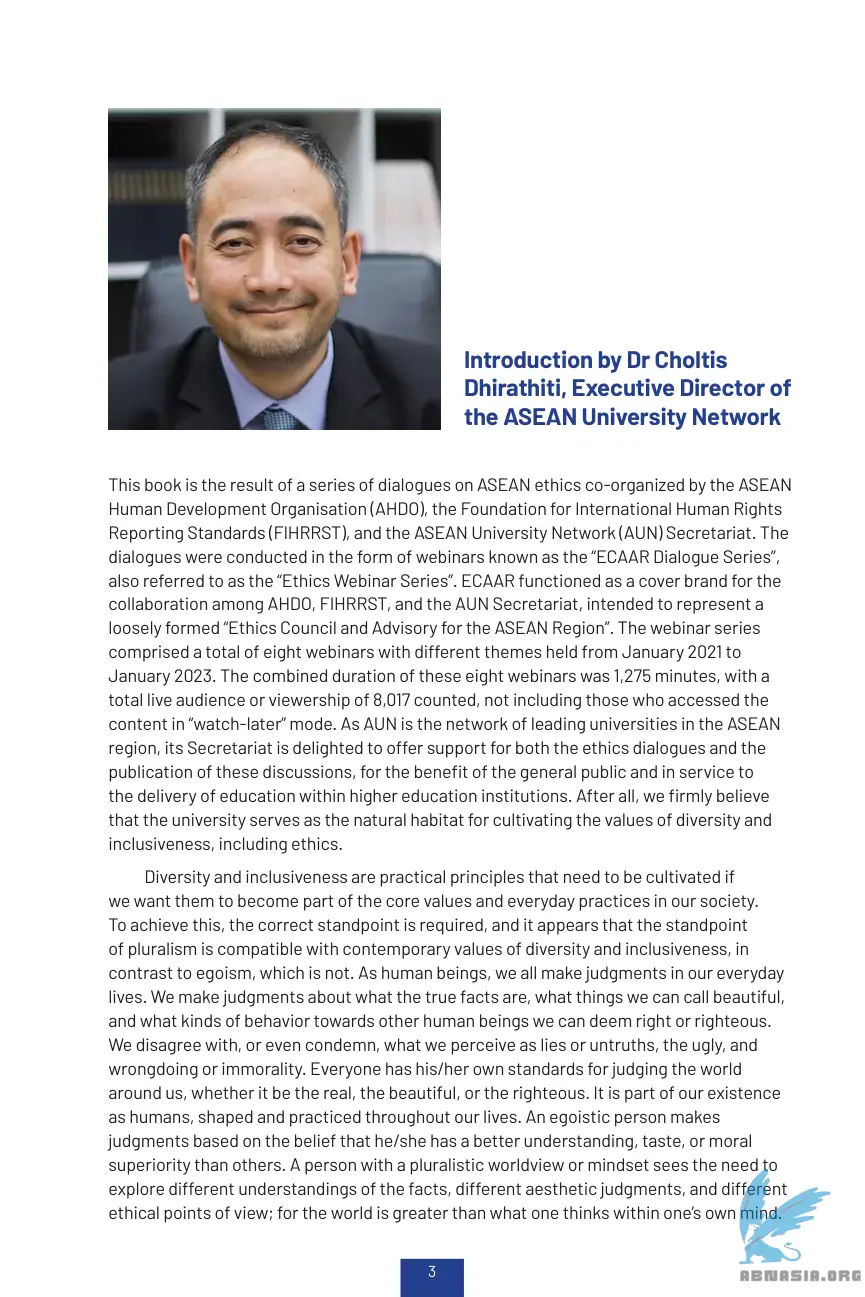 Introduction by Dr Choltis
Dhirathiti, Executive Director of
the ASEAN University Network
This book is the result of a series of dialogues on ASEAN ethics co-organized by the ASEAN
Human Development Organisation (AHDO), the Foundation for International Human Rights
Reporting Standards (FIHRRST), and the ASEAN University Network (AUN) Secretariat. The
dialogues were conducted in the form of webinars known as the “ECAAR Dialogue Series”,
also referred to as the “Ethics Webinar Series”. ECAAR functioned as a cover brand for the
collaboration among AHDO, FIHRRST, and the AUN Secretariat, intended to represent a
loosely formed “Ethics Council and Advisory for the ASEAN Region”. The webinar series
comprised a total of eight webinars with different themes held from January 2021 to
January 2023. The combined duration of these eight webinars was 1,275 minutes, with a
total live audience or viewership of 8,017 counted, not including those who accessed the
content in “watch-later” mode. As AUN is the network of leading universities in the ASEAN
region, its Secretariat is delighted to offer support for both the ethics dialogues and the
publication of these discussions, for the benefit of the general public and in service to
the delivery of education within higher education institutions. After all, we firmly believe
that the university serves as the natural habitat for cultivating the values of diversity and
inclusiveness, including ethics.
Diversity and inclusiveness are practical principles that need to be cultivated if
we want them to become part of the core values and everyday practices in our society.
To achieve this, the correct standpoint is required, and it appears that the standpoint
of pluralism is compatible with contemporary values of diversity and inclusiveness, in
contrast to egoism, which is not. As human beings, we all make judgments in our everyday
lives. We make judgments about what the true facts are, what things we can call beautiful,
and what kinds of behavior towards other human beings we can deem right or righteous.
We disagree with, or even condemn, what we perceive as lies or untruths, the ugly, and
wrongdoing or immorality. Everyone has his/her own standards for judging the world
around us, whether it be the real, the beautiful, or the righteous. It is part of our existence
as humans, shaped and practiced throughout our lives. An egoistic person makes
judgments based on the belief that he/she has a better understanding, taste, or moral
superiority than others. A person with a pluralistic worldview or mindset sees the need to
explore different understandings of the facts, different aesthetic judgments, and different
ethical points of view; for the world is greater than what one thinks within one’s own mind.
3
ABNASIA.ORG